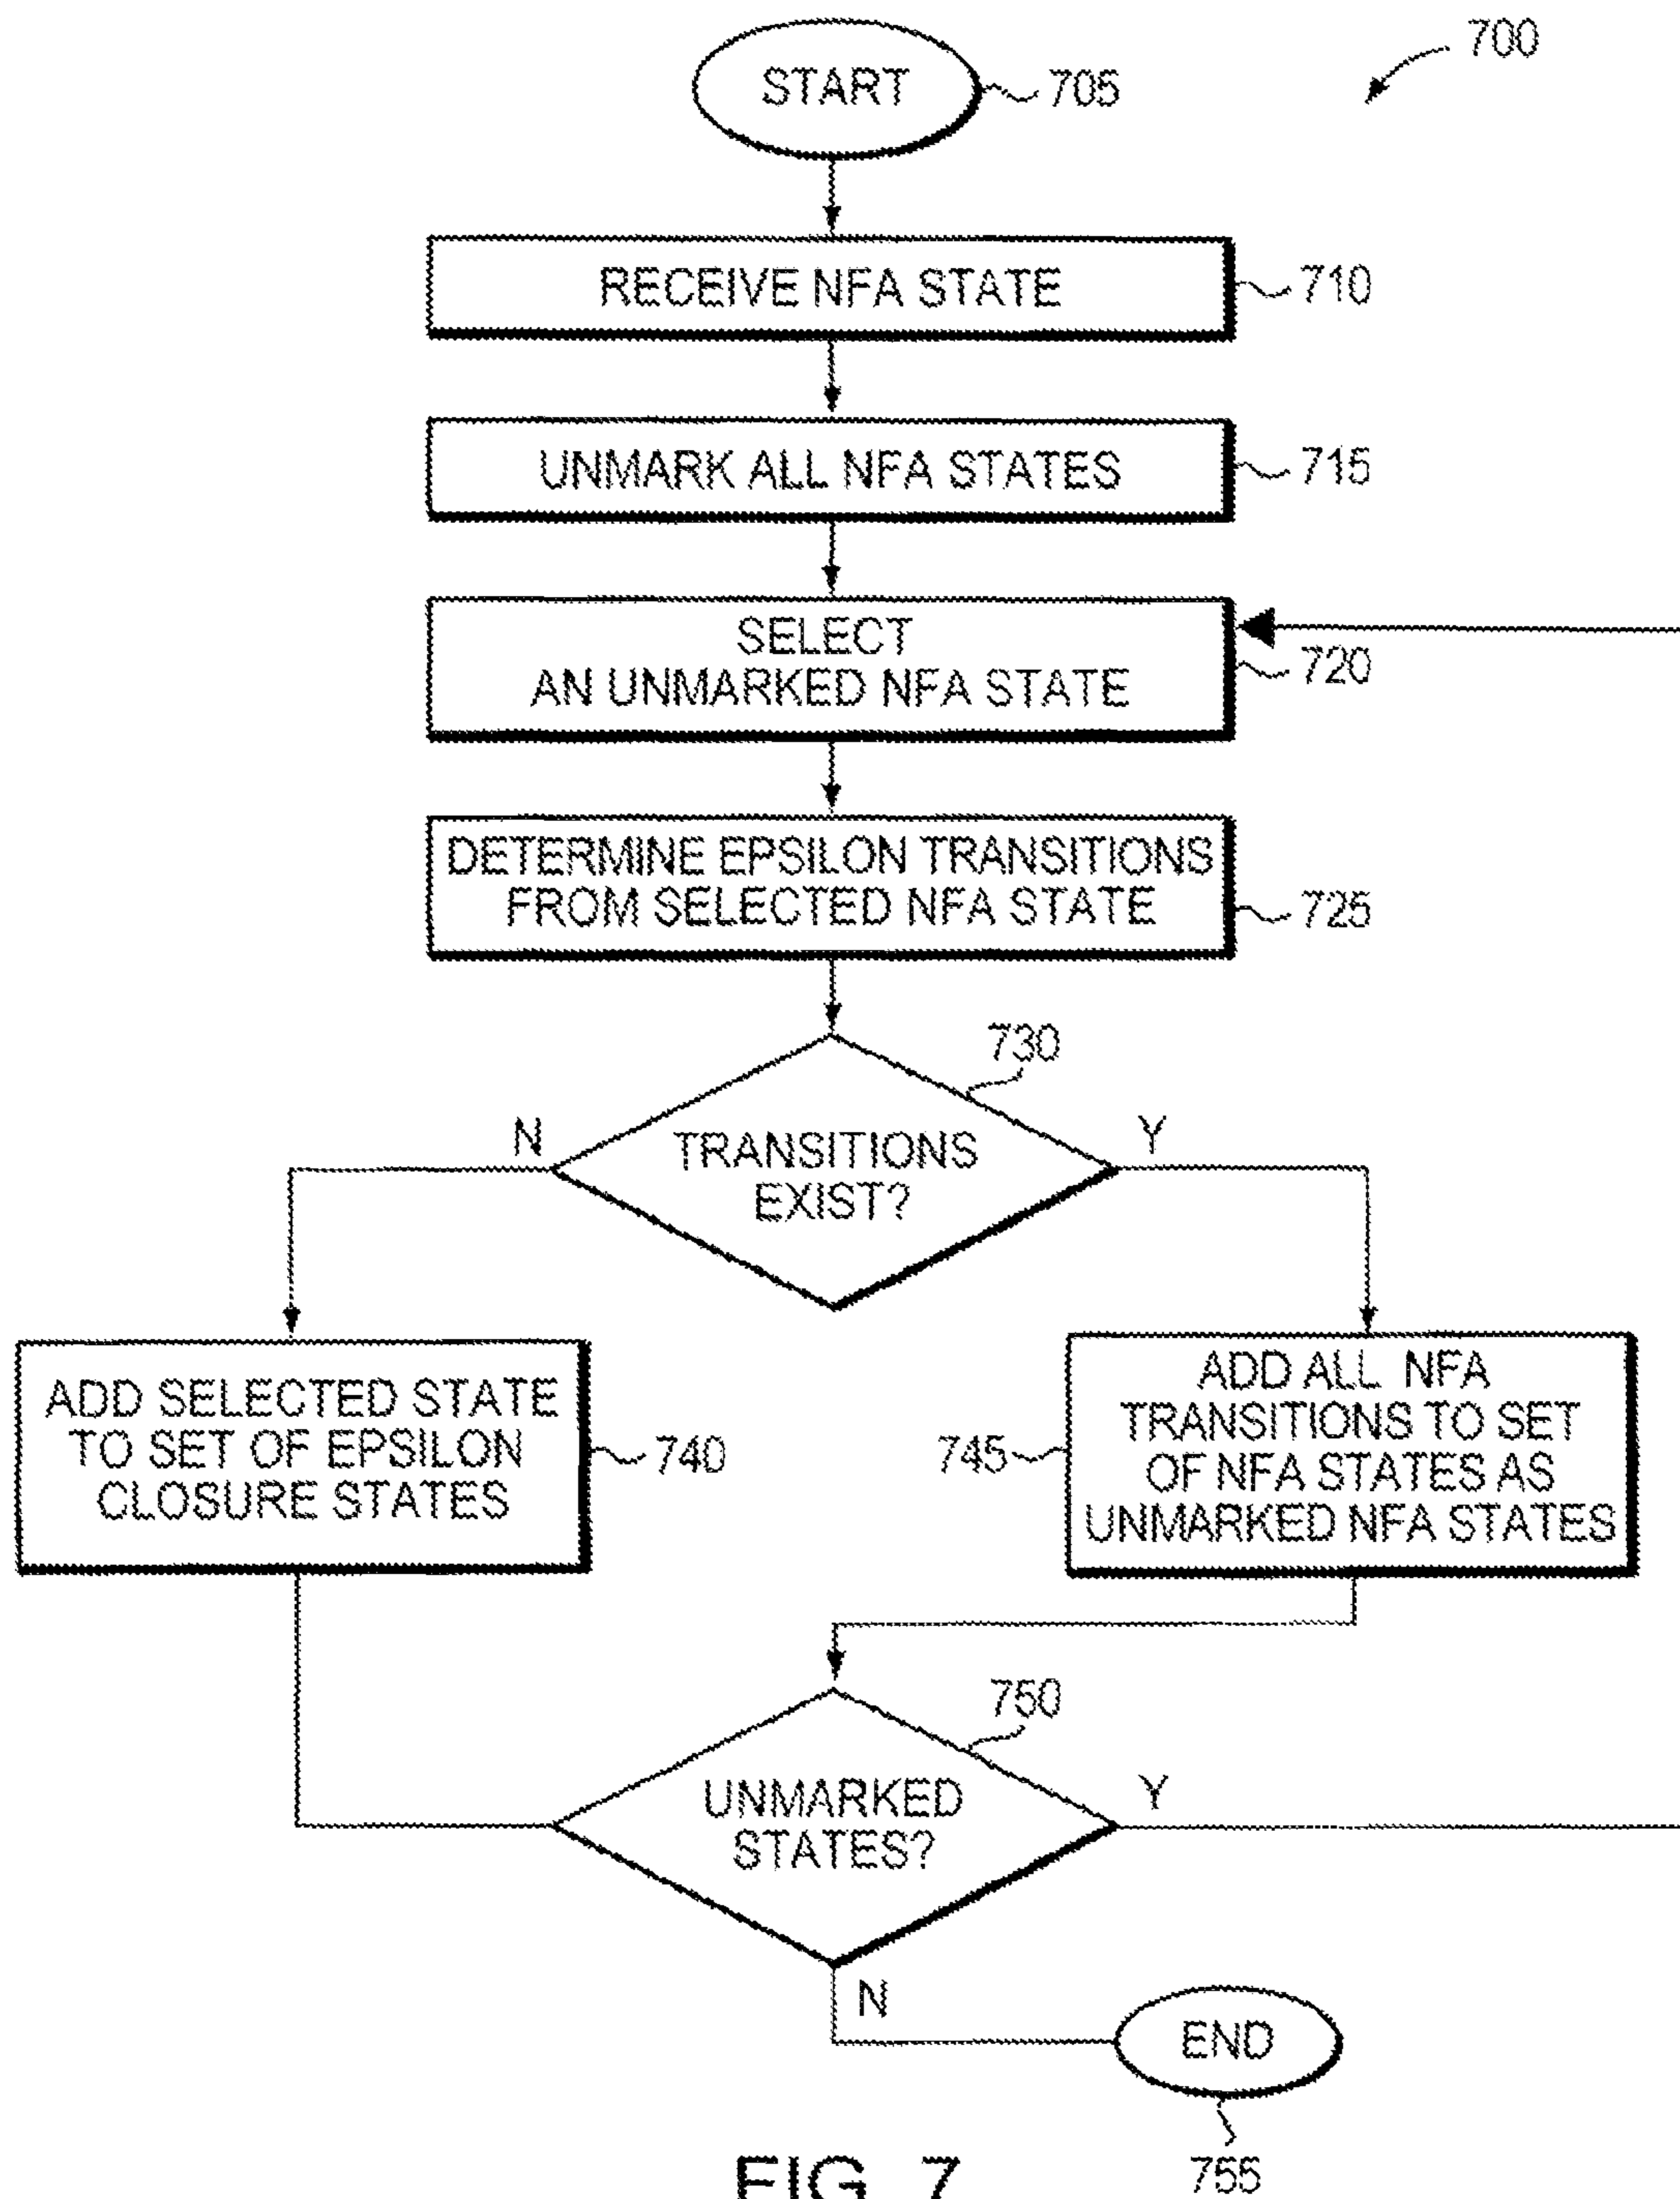 700
START
705
RECEIVE NFA STATE
710
UNMARK ALL NFA STATES
715
SELECT
AN UNMARKED NFA STATE
720
DETERMINE EPSILON TRANSITIONS
FROM SELECTED NFA STATE
725
730
N
Y
TRANSITIONS
EXIST?
ADD SELECTED STATE
TO SET OF EPSILON
CLOSURE STATES
740
745
ADD ALL NFA
TRANSITIONS TO SET
OF NFA STATES AS
UNMARKED NFA STATES
750
UNMARKED
STATES?
Y
N
END
755
FIG. 7